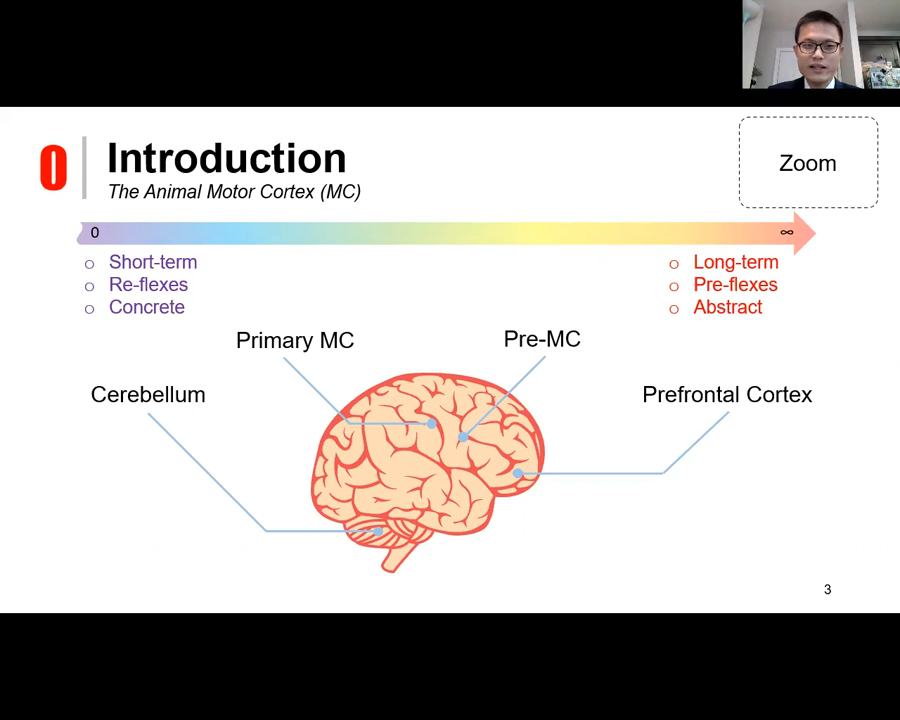 0
Introduction
The Animal Motor Cortex (MC)
Zoom
0
∞
o Short-term
o Re-flexes
o Concrete
o Long-term
o Pre-flexes
o Abstract
Primary MC
Pre-MC
Cerebellum
Prefrontal Cortex
3